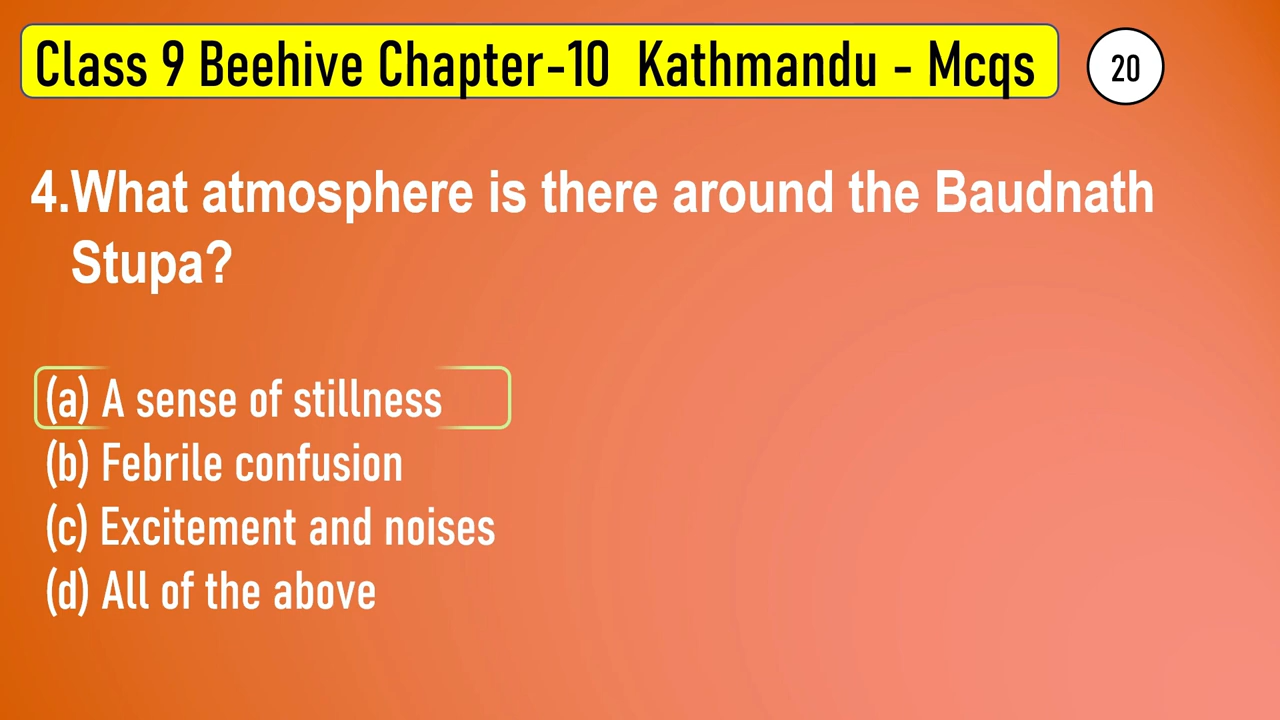 Class 9 Beehive Chapter-10 Kathmandu - Mcqs
20
4.What atmosphere is there around the Baudnath
Stupa?
(a) A sense of stillness
(b) Febrile confusion
(c) Excitement and noises
(d) All of the above